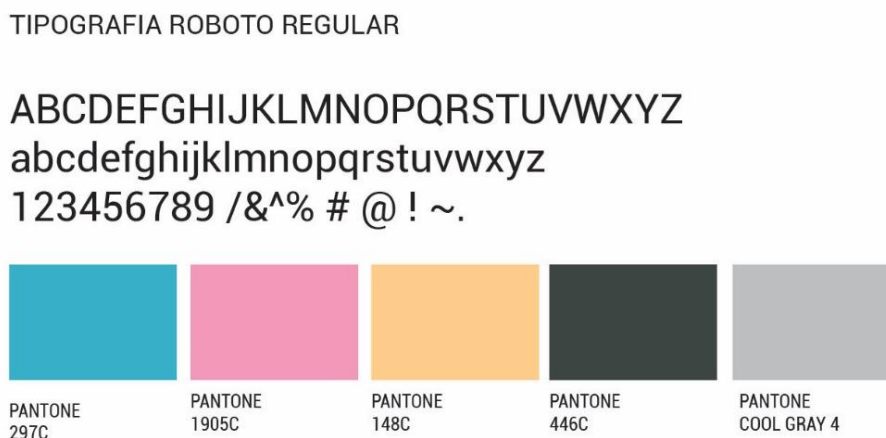 TIPOGRAFIA ROBOTO REGULAR
ABCDEFGHIJKLMNOPQRSTUVWXYZ
abcdefghijklmnopqrstuvwxyz
123456789 /&^% # @ ! ~.
PANTONE
297C
PANTONE
1905C
PANTONE
148C
PANTONE
446C
PANTONE
COOL GRAY 4